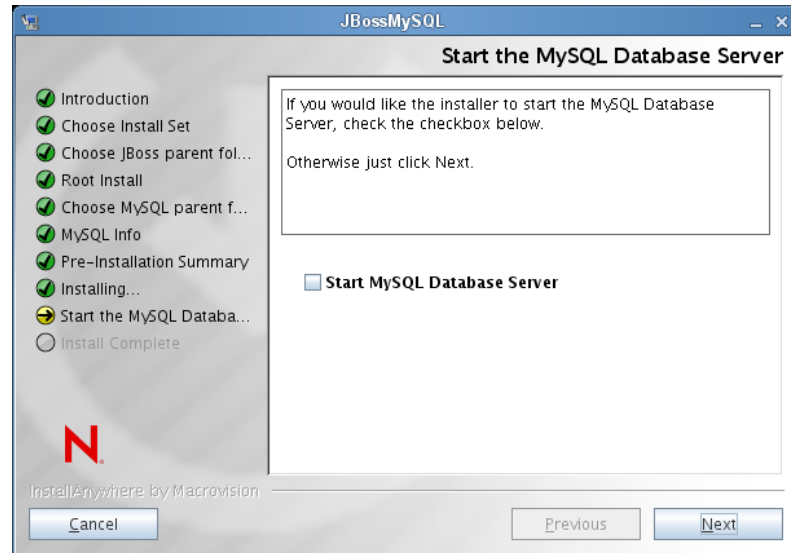 JBossMySQL
Start the MySQL Database Server
Introduction
Choose Install Set
Choose JBoss parent fol...
Root Install
Choose MySQL parent f...
MySQL Info
Pre-Installation Summary
Installing...
Start the MySQL Databa...
Install Complete
If you would like the installer to start the MySQL Database
Server, check the checkbox below.
Otherwise just click Next.
Start MySQL Database Server
N.
InstallAnywhere by Macrovision
Cancel
Previous
Next